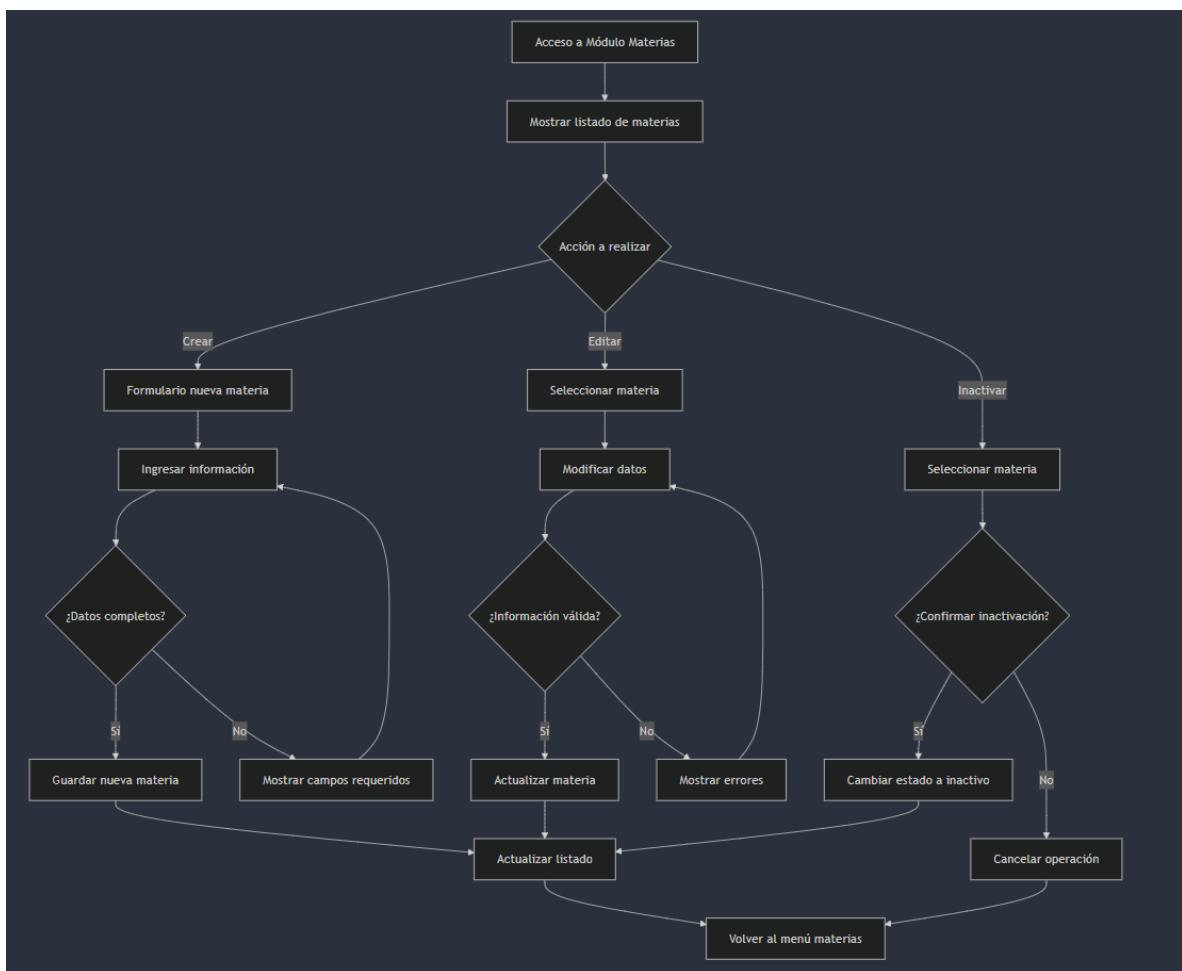 Acceso a Módulo Materias
Mostrar listado de materias
Acción a realizar
Crear
Editar
Inactivar
Formulario nueva materia
Seleccionar materia
Ingresar información
Modificar datos
Seleccionar materia
¿Datos completos?
¿Información válida?
¿Confirmar inactivación?
Sí
No
Sí
No
Sí
No
Guardar nueva materia
Mostrar campos requeridos
Actualizar materia
Mostrar errores
Cambiar estado a inactivo
Actualizar listado
Cancelar operación
Volver al menú materias